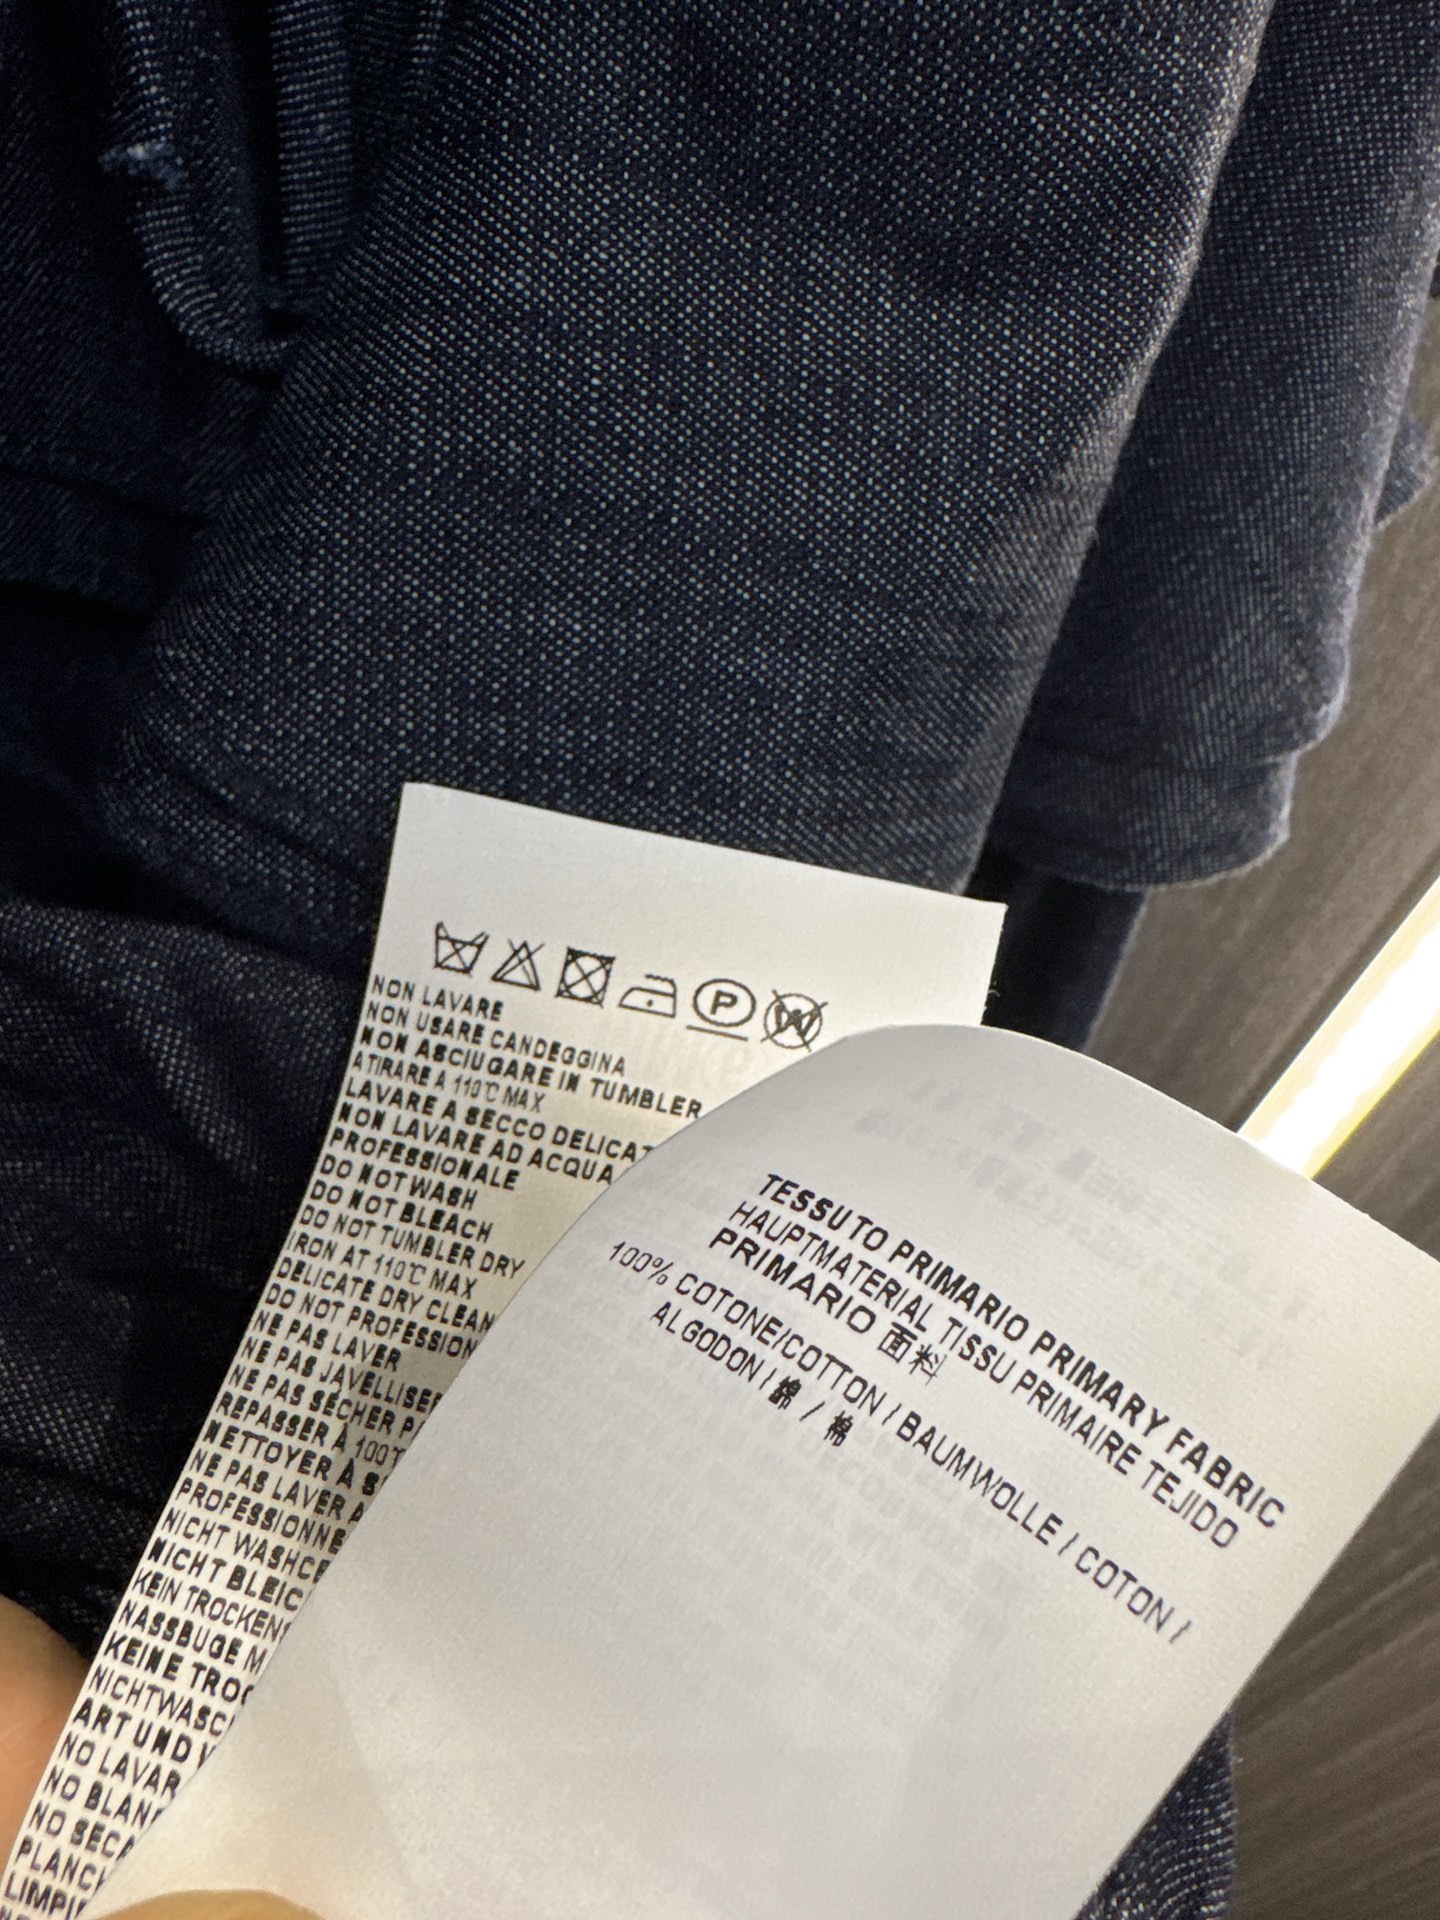 P
W
NON LAVARE
NON USARE CANDEGGINA
NON ASCIUGARE IN TUMBLER
ATIRARE A 110℃ MAX
LAVARE A SECCO DELICAT
NON LAVARE AD ACQUA
PROFESSIONALE
DO NOT WASH
DO NOT BLEACH
DO NOT TUMBLER DRY
IRON AT 110℃ MAX
DELICATE DRY CLEAN
DO NOT PROFESSION
NE PAS LAVER
NE PAS JAVELLISER
NE PAS SÉCHER P
REPASSER À 100℃
NETTOYER À S
NE PAS LAVER A
PROFESSIONNE
NICHT WASHCE
NICHT BLEIC
KEIN TROCKENS
NASSBUGE M
KEINE TROC
NICHTWASC
ART UND V
NO LAVAR
NO BLAN
NO SECA
PLANCH
LIMPI
TESSUTO PRIMARIO PRIMARY FABRIC
HAUPTMATERIAL TISSU PRIMAIRE TEJIDO
PRIMARIO 面料
100% COTONE/COTTON / BAUMWOLLE / COTON /
ALGODON / 綿 / 棉